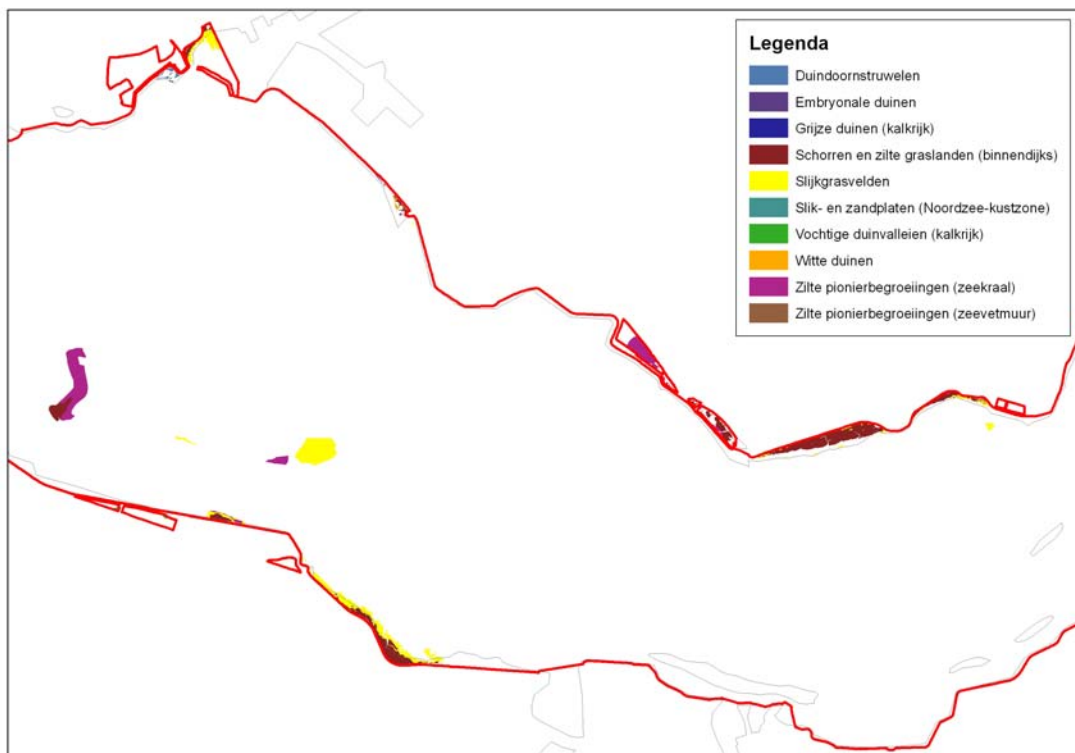 Legenda
Duindoornstruwelen
Embryonale duinen
Grijze duinen (kalkrijk)
Schorren en zilte graslanden (binnendijks)
Slijkgrasvelden
Slik- en zandplaten (Noordzee-kustzone)
Vochtige duinvalleien (kalkrijk)
Witte duinen
Zilte pionierbegroeiingen (zeekraal)
Zilte pionierbegroeiingen (zeevetmuur)